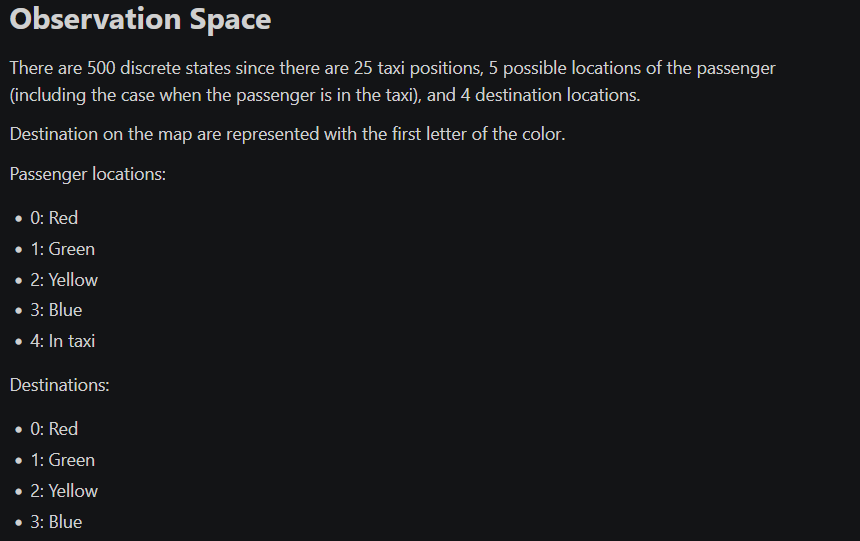 Observation Space
There are 500 discrete states since there are 25 taxi positions, 5 possible locations of the passenger
(including the case when the passenger is in the taxi), and 4 destination locations.
Destination on the map are represented with the first letter of the color.
Passenger locations:
• 0: Red
• 1: Green
• 2: Yellow
• 3: Blue
• 4: In taxi
Destinations:
• 0: Red
• 1: Green
• 2: Yellow
• 3: Blue